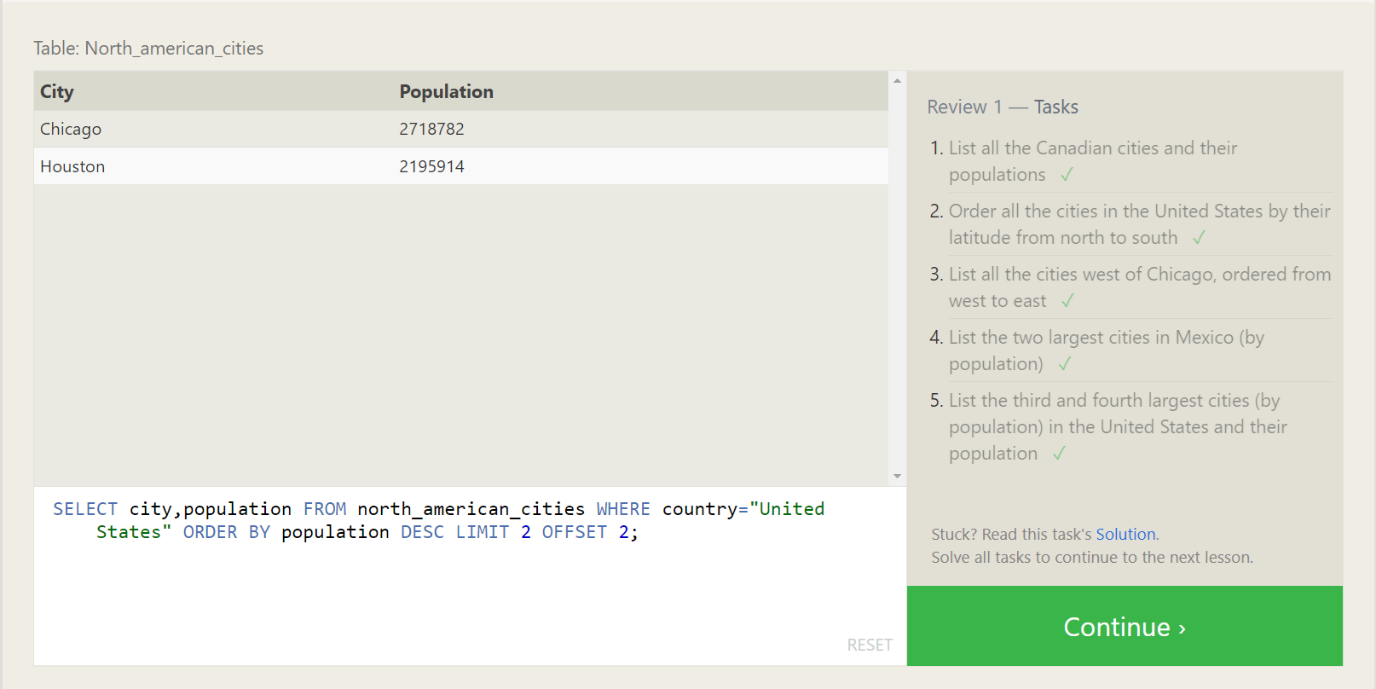 Table: North_american_cities
City Population
Chicago 2718782
Houston 2195914
SELECT city,population FROM north_american_cities WHERE country="United
States" ORDER BY population DESC LIMIT 2 OFFSET 2;
RESET
Review 1 — Tasks
1. List all the Canadian cities and their
populations ✓
2. Order all the cities in the United States by their
latitude from north to south ✓
3. List all the cities west of Chicago, ordered from
west to east ✓
4. List the two largest cities in Mexico (by
population) ✓
5. List the third and fourth largest cities (by
population) in the United States and their
population ✓
Stuck? Read this task's Solution.
Solve all tasks to continue to the next lesson.
Continue ›